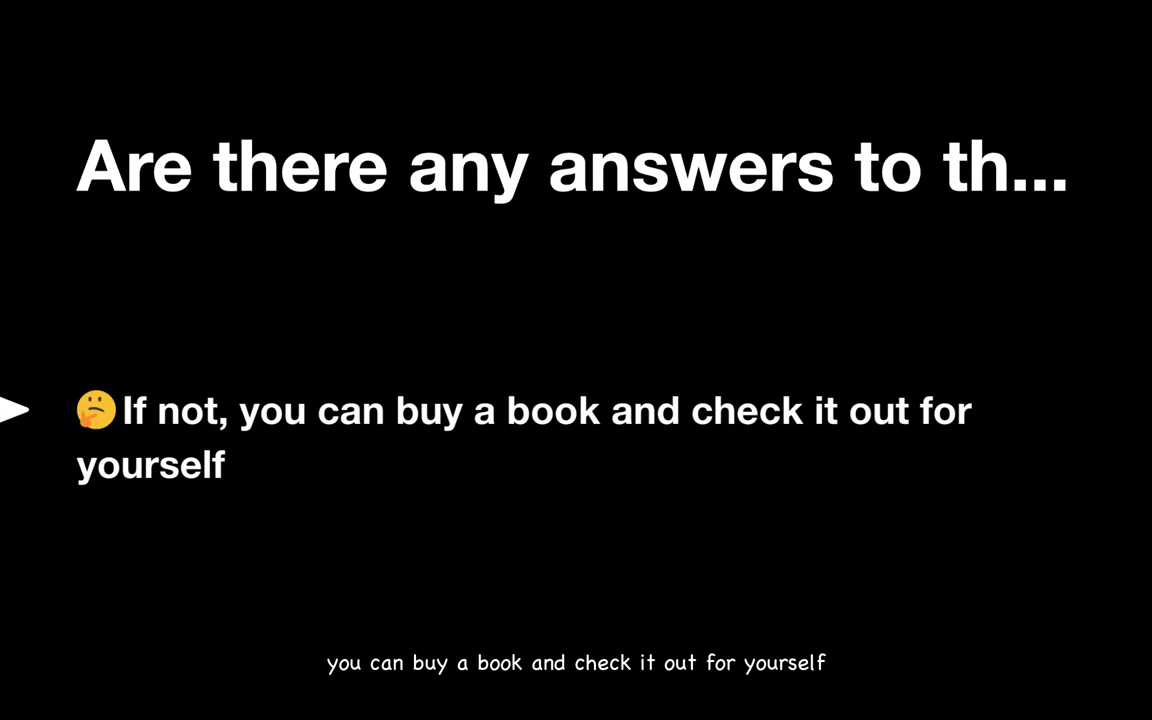 Are there any answers to th...
🤔If not, you can buy a book and check it out for
yourself
you can buy a book and check it out for yourself